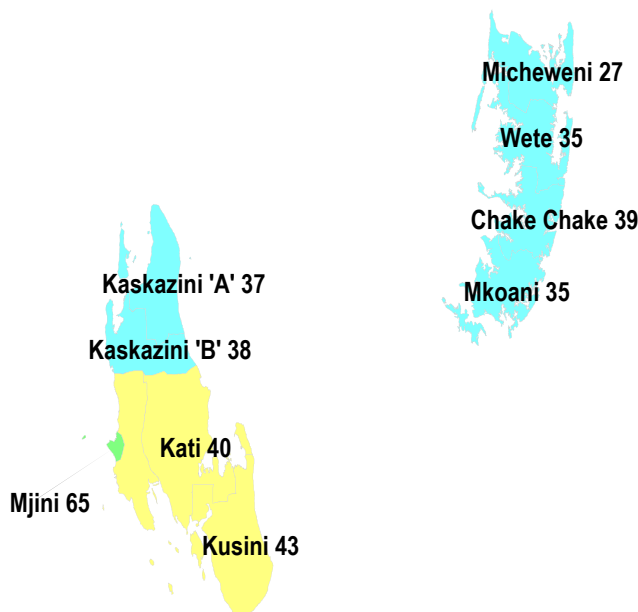 Micheweni 27
Wete 35
Chake Chake 39
Kaskazini 'A' 37
Mkoani 35
Kaskazini 'B' 38
Kati 40
Mjini 65
Kusini 43